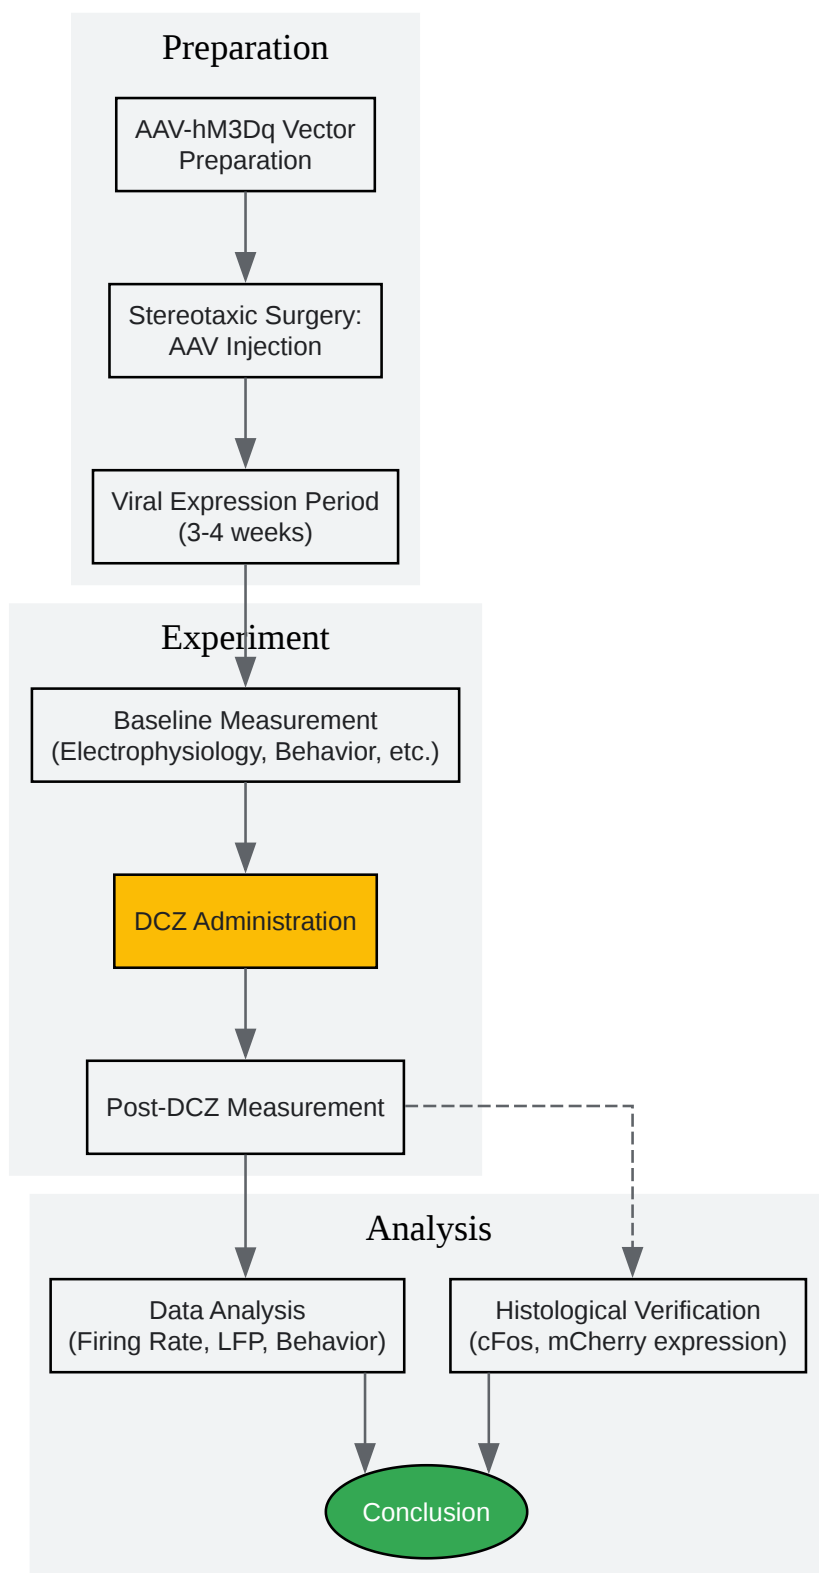 Preparation
AAV-hM3Dq Vector
Preparation
Stereotaxic Surgery:
AAV Injection
Viral Expression Period
(3-4 weeks)
Experiment
Baseline Measurement
(Electrophysiology, Behavior, etc.)
DCZ Administration
Post-DCZ Measurement
Analysis
Data Analysis
(Firing Rate, LFP, Behavior)
Histological Verification
(cFos, mCherry expression)
Conclusion